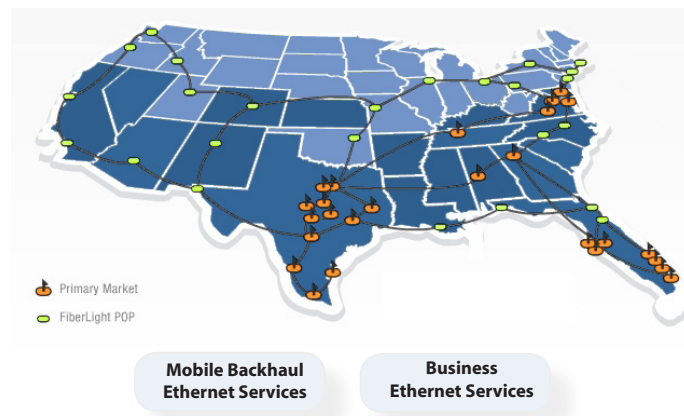 Primary Market
FiberLight POP
Mobile Backhaul
Ethernet Services
Business
Ethernet Services